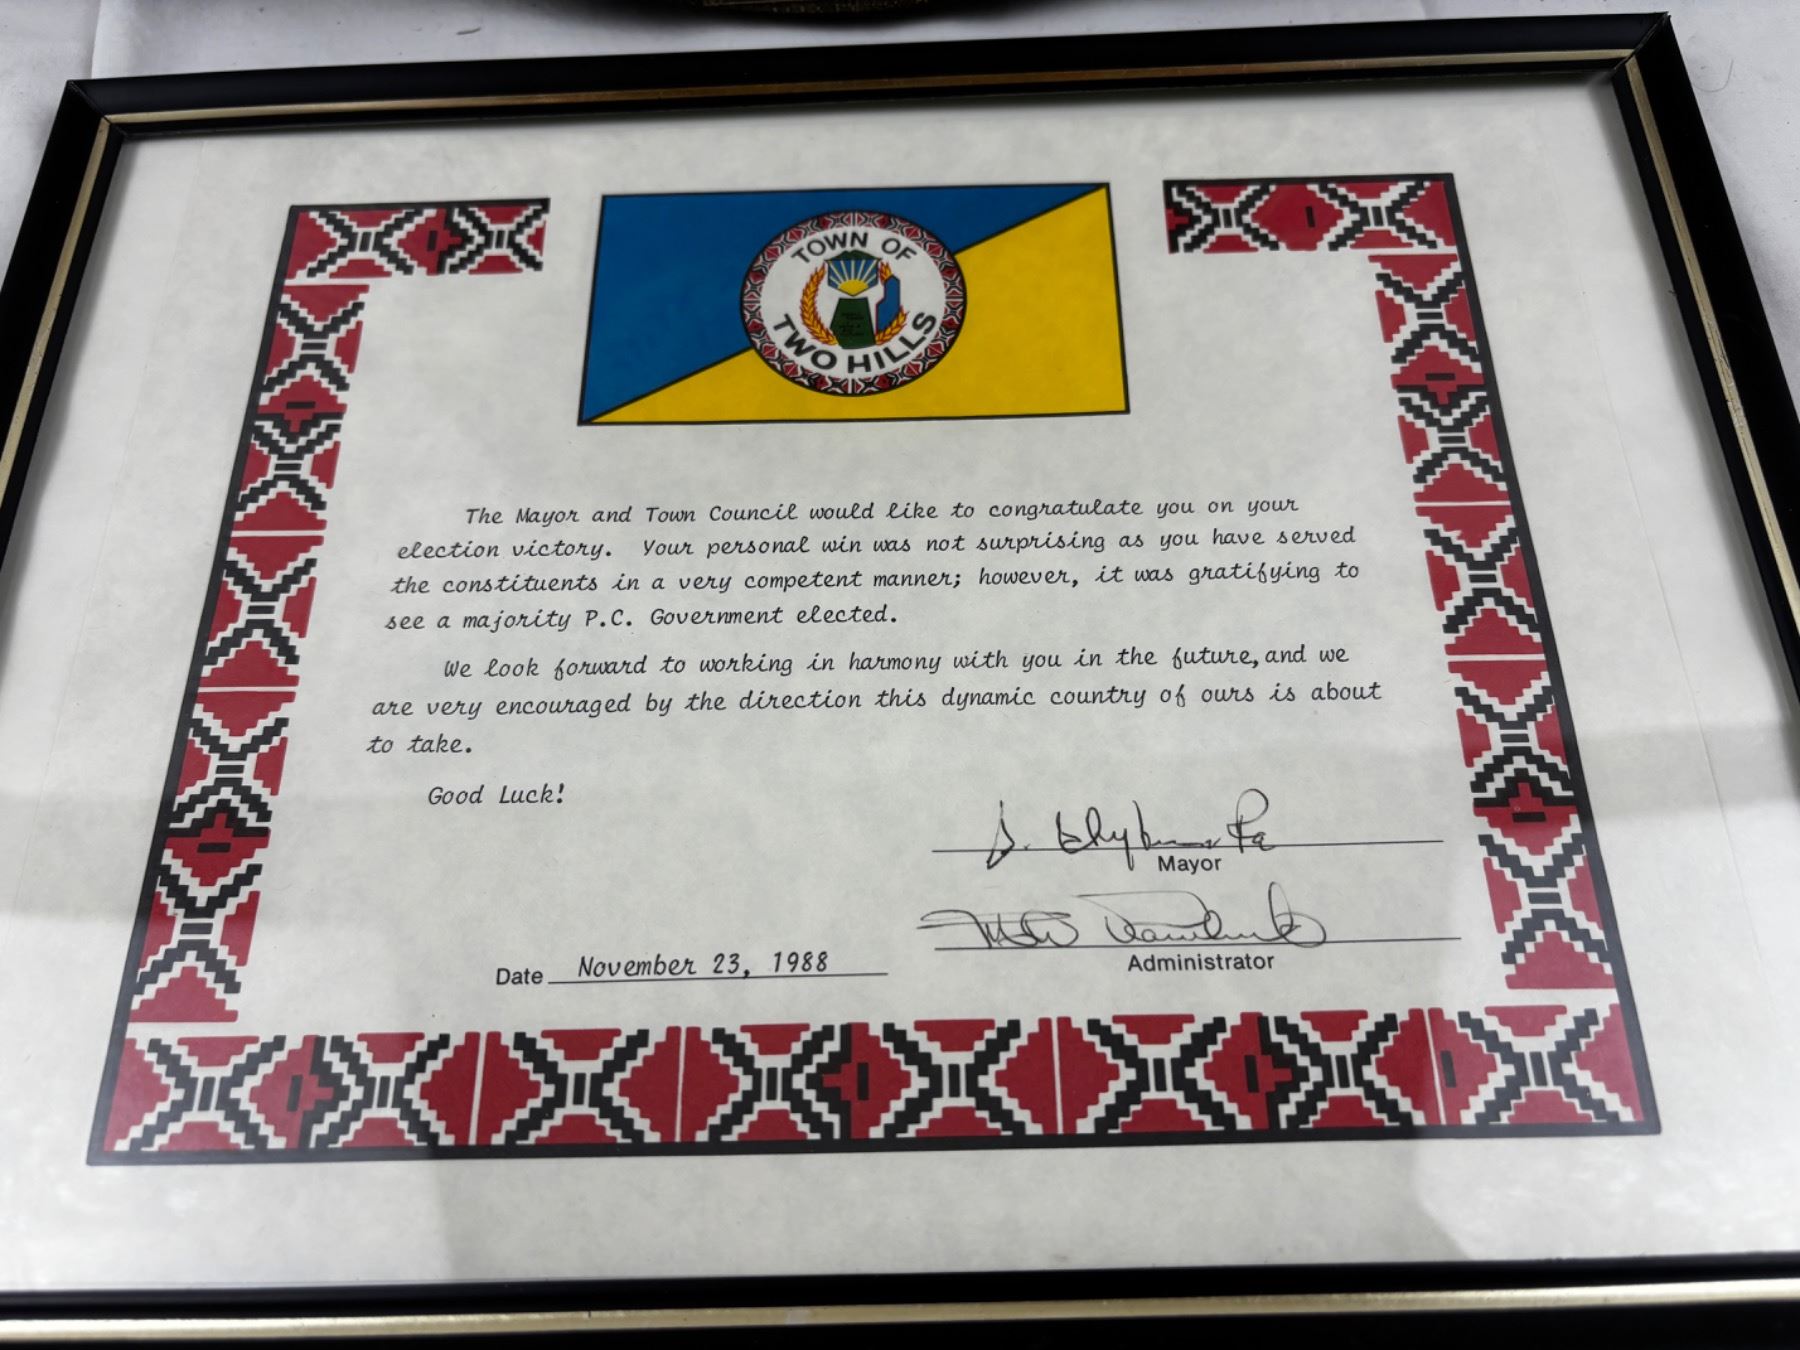 TOWN OF
TWO HILLS
The Mayor and Town Council would like to congratulate you on your
election victory. Your personal win was not surprising as you have served
the constituents in a very competent manner; however, it was gratifying to
see a majority P.C. Government elected.
We look forward to working in harmony with you in the future, and we
are very encouraged by the direction this dynamic country of ours is about
to take.
Good Luck!
Mayor
Date November 23, 1988
Administrator